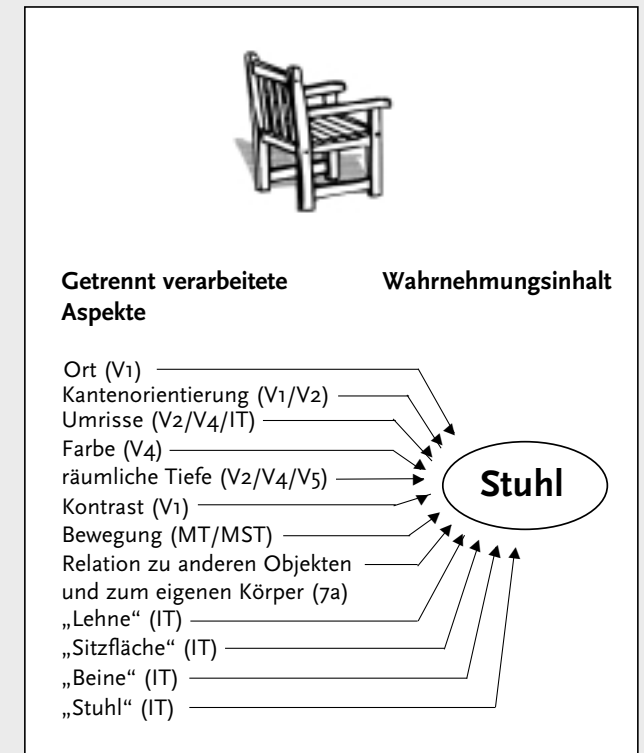 Getrennt verarbeitete
Aspekte
Wahrnehmungsinhalt
Ort (V1)
Kantenorientierung (V1/V2)
Umrisse (V2/V4/IT)
Farbe (V4)
räumliche Tiefe (V2/V4/V5)
Kontrast (V1)
Bewegung (MT/MST)
Relation zu anderen Objekten
und zum eigenen Körper (7a)
„Lehne“ (IT)
„Sitzfläche“ (IT)
„Beine“ (IT)
„Stuhl“ (IT)
Stuhl